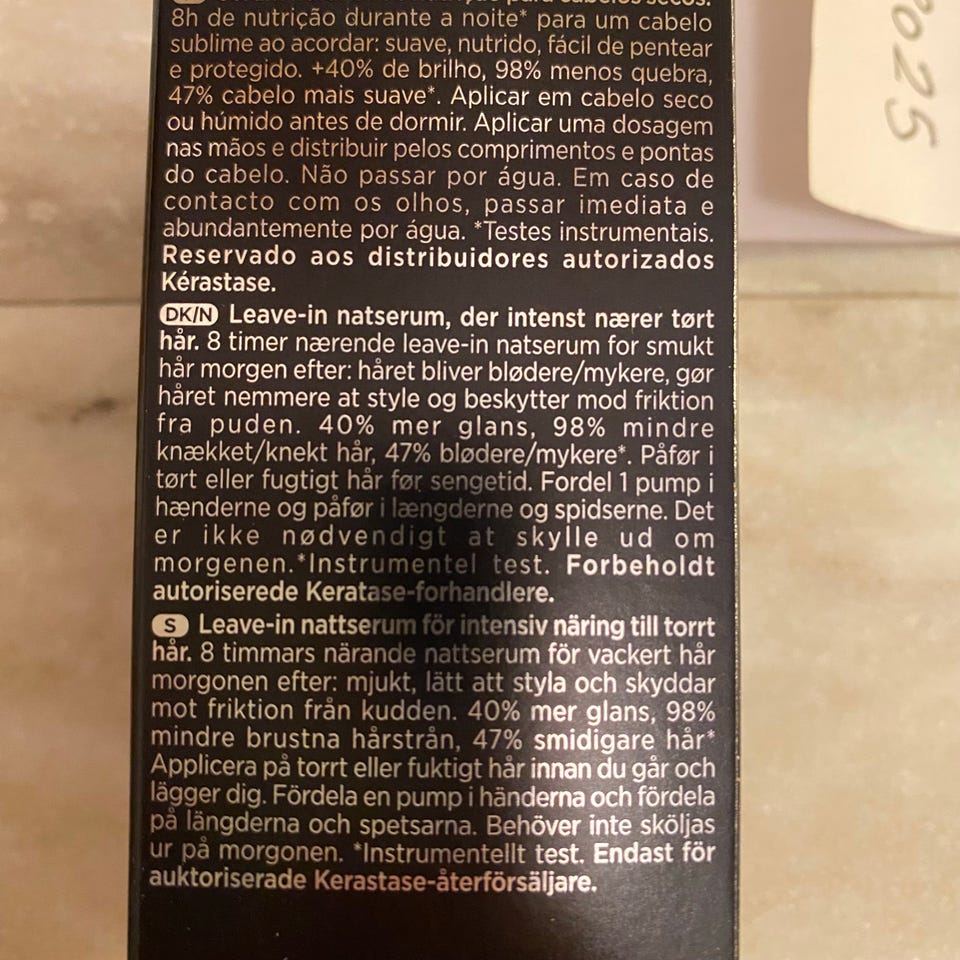 para cabelos secos.
8h de nutrição durante a noite* para um cabelo
sublime ao acordar: suave, nutrido, fácil de pentear
e protegido. +40% de brilho, 98% menos quebra,
47% cabelo mais suave*. Aplicar em cabelo seco
ou húmido antes de dormir. Aplicar uma dosagem
nas mãos e distribuir pelos comprimentos e pontas
do cabelo. Não passar por água. Em caso de
contacto com os olhos, passar imediata e
abundantemente por água. *Testes instrumentais.
Reservado aos distribuidores autorizados
Kérastase.
DK/N Leave-in natserum, der intenst nærer tørt
hår. 8 timer nærende leave-in natserum for smukt
hår morgen efter: håret bliver blødere/mykere, gør
håret nemmere at style og beskytter mod friktion
fra puden. 40% mer glans, 98% mindre
knækket/knekt hår, 47% blødere/mykere*. Påfør i
tørt eller fugtigt hår før sengetid. Fordel 1 pump i
hænderne og påfør i længderne og spidserne. Det
er ikke nødvendigt at skylle ud om
morgenen.*Instrumentel test. Forbeholdt
autoriserede Keratase-forhandlere.
S Leave-in nattserum för intensiv näring till torrt
hår. 8 timmars närande nattserum för vackert hår
morgonen efter: mjukt, lätt att styla och skyddar
mot friktion från kudden. 40% mer glans, 98%
mindre brustna hårstrån, 47% smidigare hår*
Applicera på torrt eller fuktigt hår innan du går och
lägger dig. Fördela en pump i händerna och fördela
på längderna och spetsarna. Behöver inte sköljas
ur på morgonen. *Instrumentellt test. Endast för
auktoriserade Kerastase-återförsäljare.